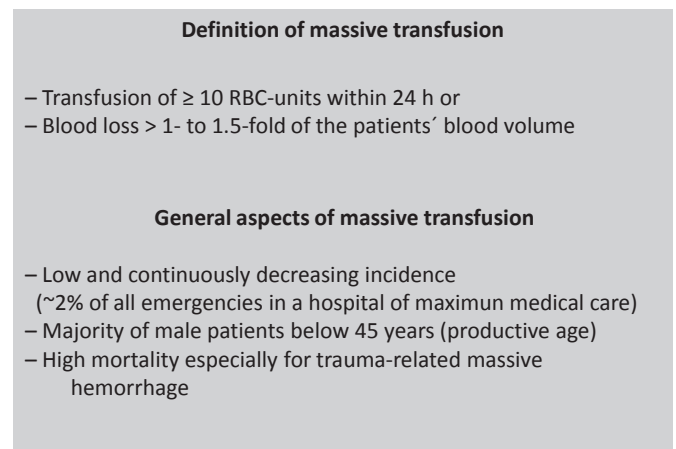 Definition of massive transfusion
– Transfusion of ≥ 10 RBC-units within 24 h or
– Blood loss > 1- to 1.5-fold of the patients´ blood volume
General aspects of massive transfusion
– Low and continuously decreasing incidence
(~2% of all emergencies in a hospital of maximun medical care)
– Majority of male patients below 45 years (productive age)
– High mortality especially for trauma-related massive
hemorrhage